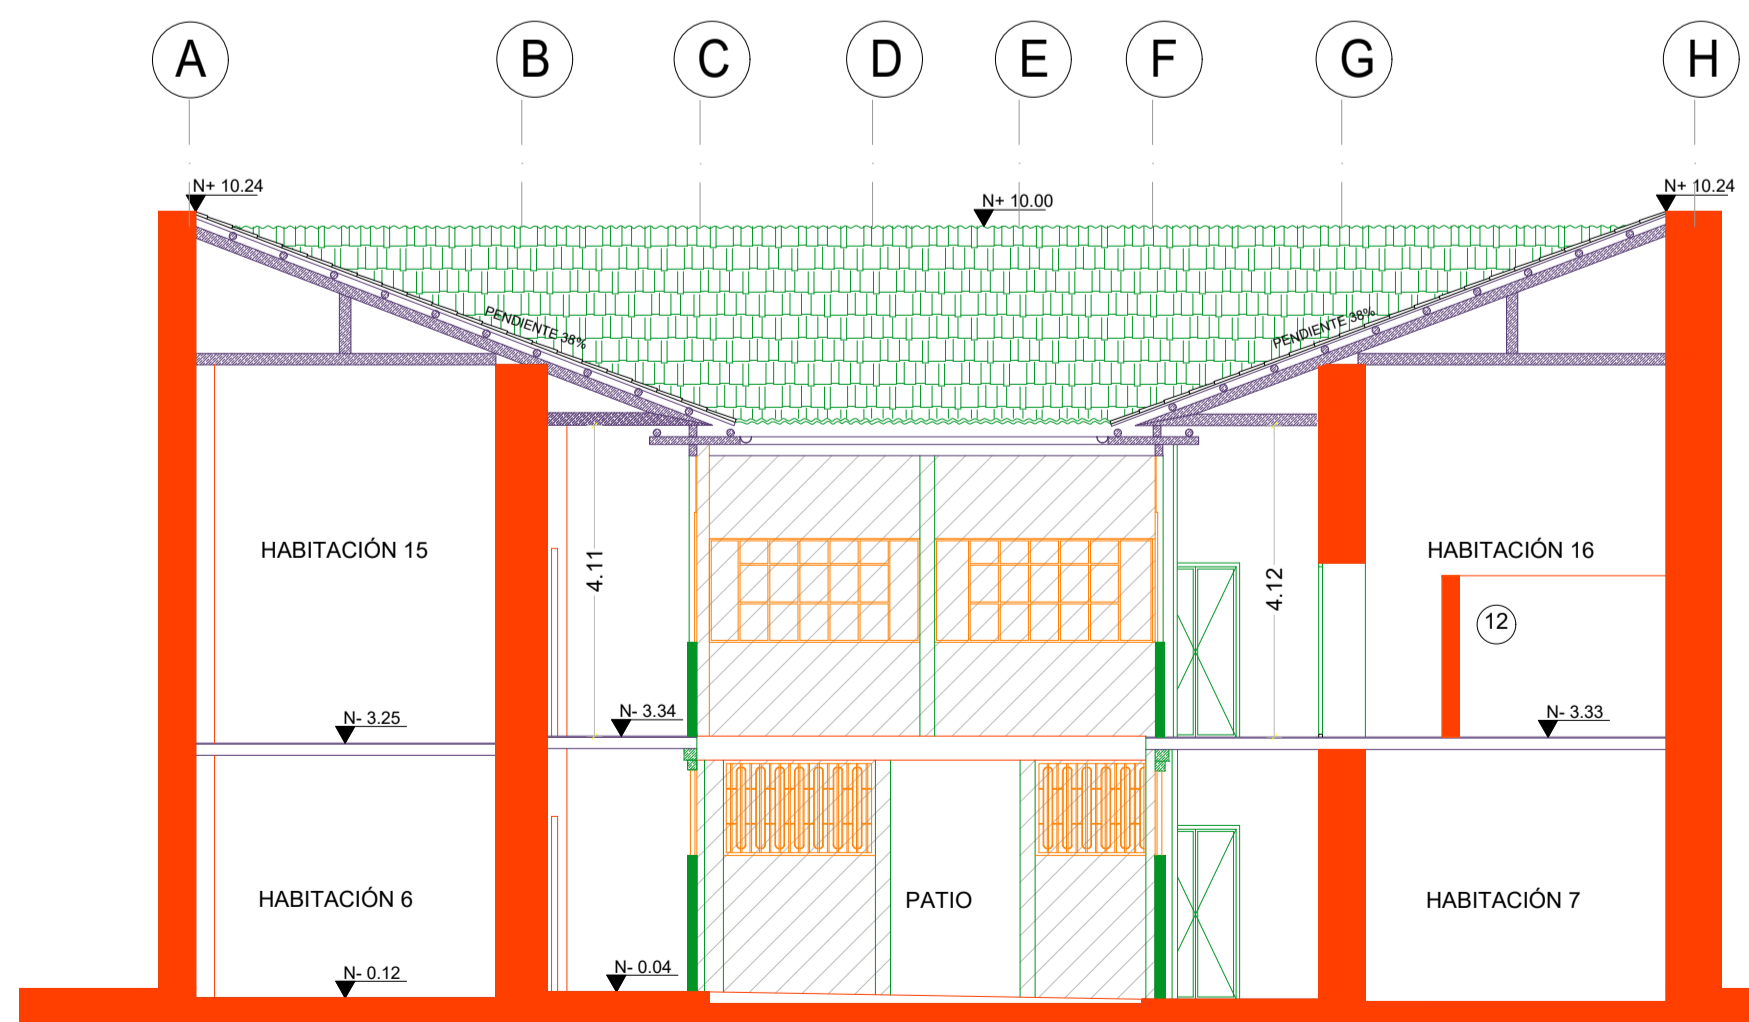 A B C D E F G H
N+ 10.24
N+ 10.00
N+ 10.24
PENDIENTE 38%
PENDIENTE 38%
HABITACIÓN 15
4.11
4.12
HABITACIÓN 16
12
N- 3.25
N- 3.34
N- 3.33
HABITACIÓN 6
PATIO
HABITACIÓN 7
N- 0.12
N- 0.04